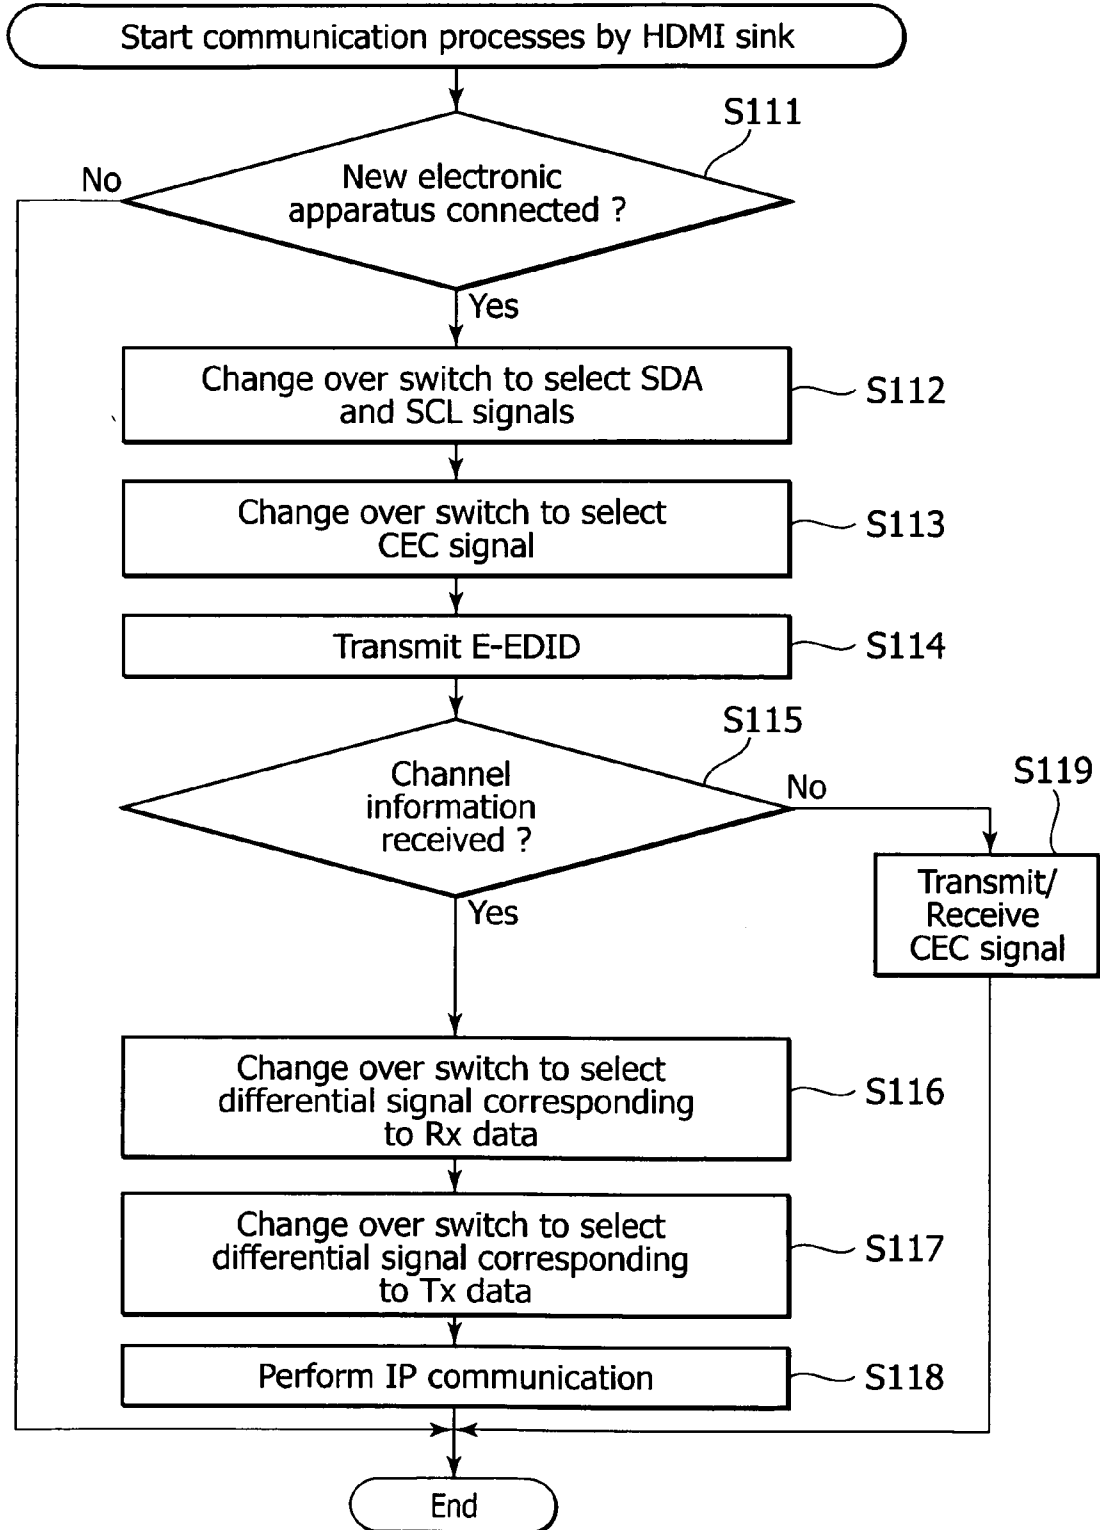 Start communication processes by HDMI sink
S111
No
New electronic
apparatus connected ?
Yes
Change over switch to select SDA
and SCL signals
S112
Change over switch to select
CEC signal
S113
Transmit E-EDID
S114
S115
Channel
information
received ?
No
S119
Yes
Transmit/
Receive
CEC signal
Change over switch to select
differential signal corresponding
to Rx data
S116
Change over switch to select
differential signal corresponding
to Tx data
S117
Perform IP communication
S118
End